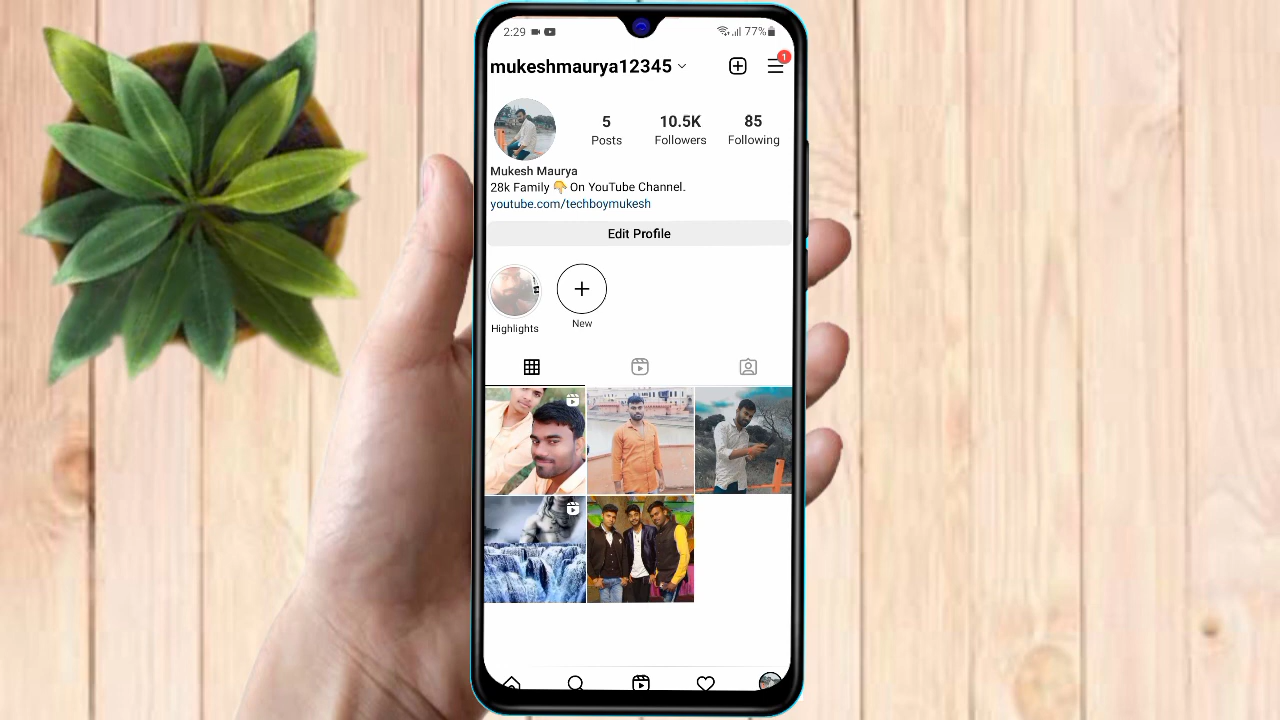 2:29 77%
mukeshmaurya12345
1
5 10.5K 85
Posts Followers Following
Mukesh Maurya
28k Family 👇 On YouTube Channel.
youtube.com/techboymukesh
Edit Profile
Highlights New